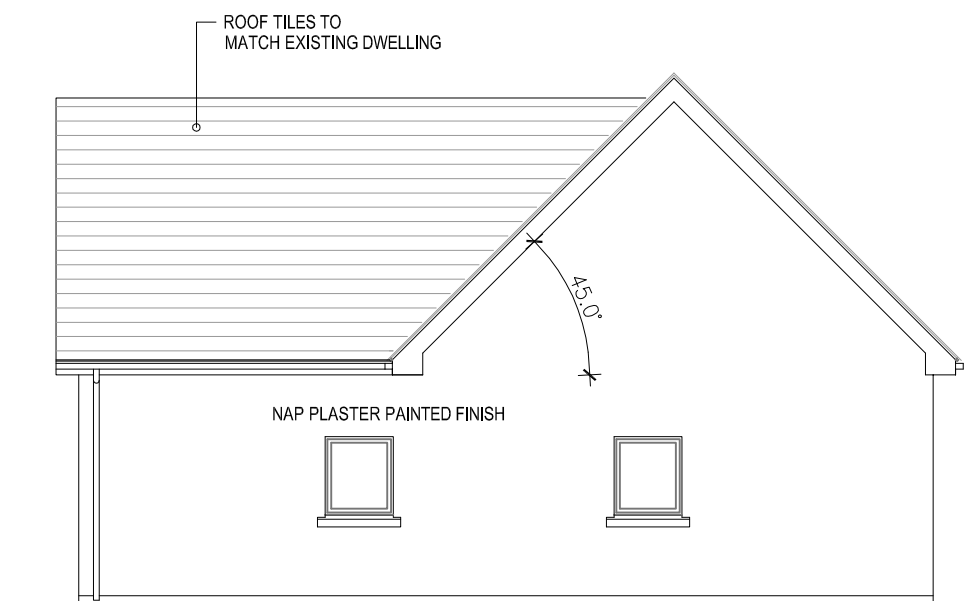 ROOF TILES TO
MATCH EXISTING DWELLING
45.0°
NAP PLASTER PAINTED FINISH